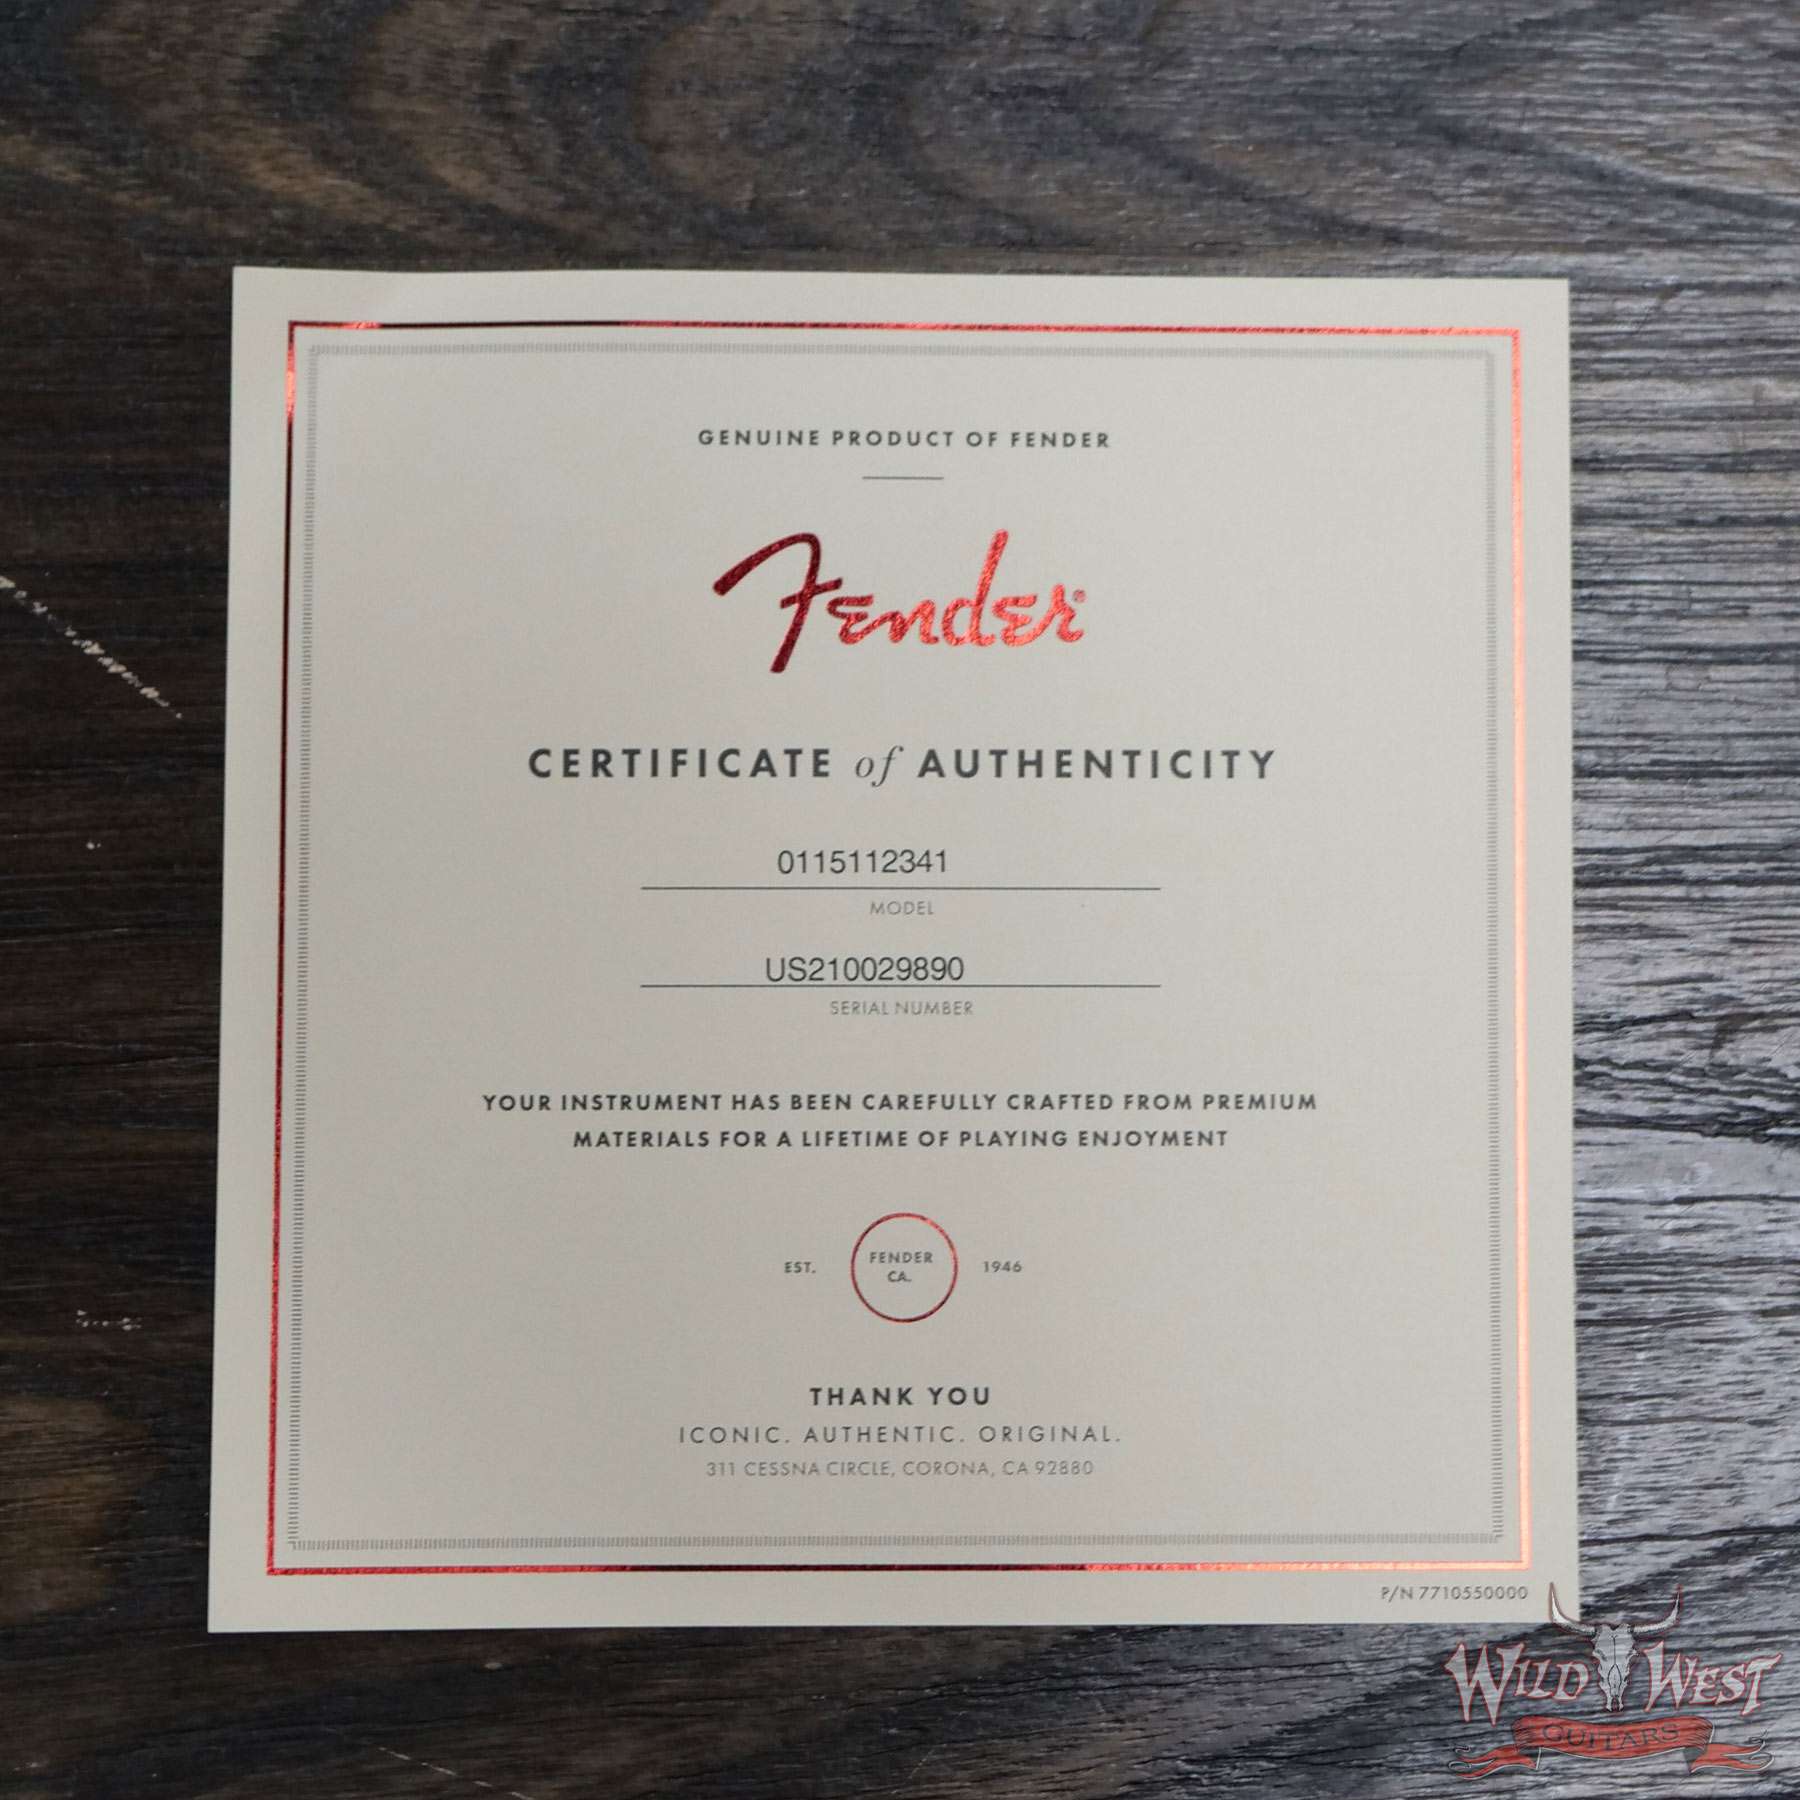 GENUINE PRODUCT OF FENDER
Fender®
CERTIFICATE of AUTHENTICITY
0115112341
MODEL
US210029890
SERIAL NUMBER
YOUR INSTRUMENT HAS BEEN CAREFULLY CRAFTED FROM PREMIUM
MATERIALS FOR A LIFETIME OF PLAYING ENJOYMENT
EST. FENDER CA. 1946
THANK YOU
ICONIC. AUTHENTIC. ORIGINAL.
311 CESSNA CIRCLE, CORONA, CA 92880
P/N 7710550000
WILD WEST
GUITARS